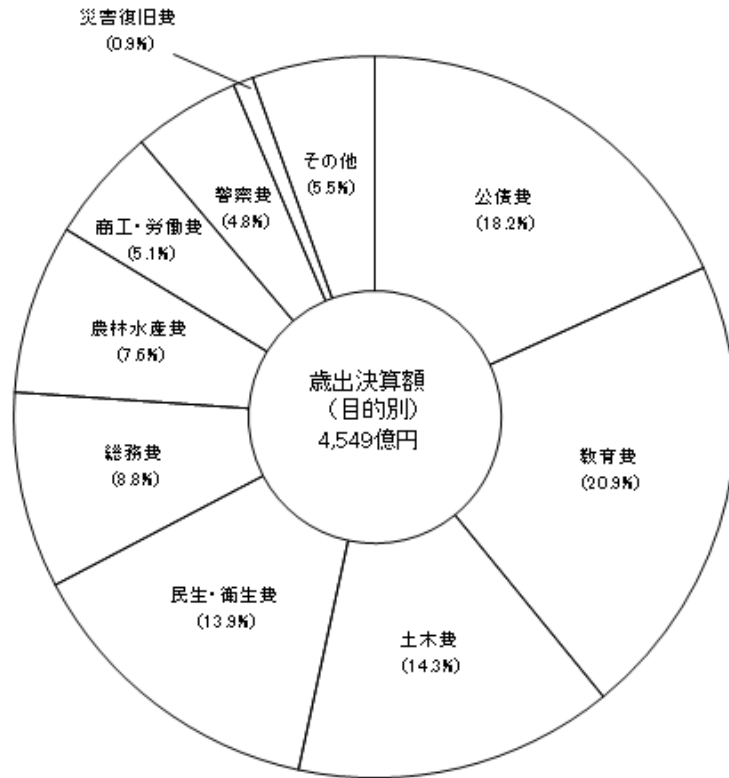 災害復旧費
(0.9%)
その他
(5.5%)
公債費
(18.2%)
警察費
(4.8%)
商工・労働費
(5.1%)
農林水産費
(7.6%)
歳出決算額
（目的別）
4,549億円
教育費
(20.9%)
総務費
(8.8%)
民生・衛生費
(13.9%)
土木費
(14.3%)